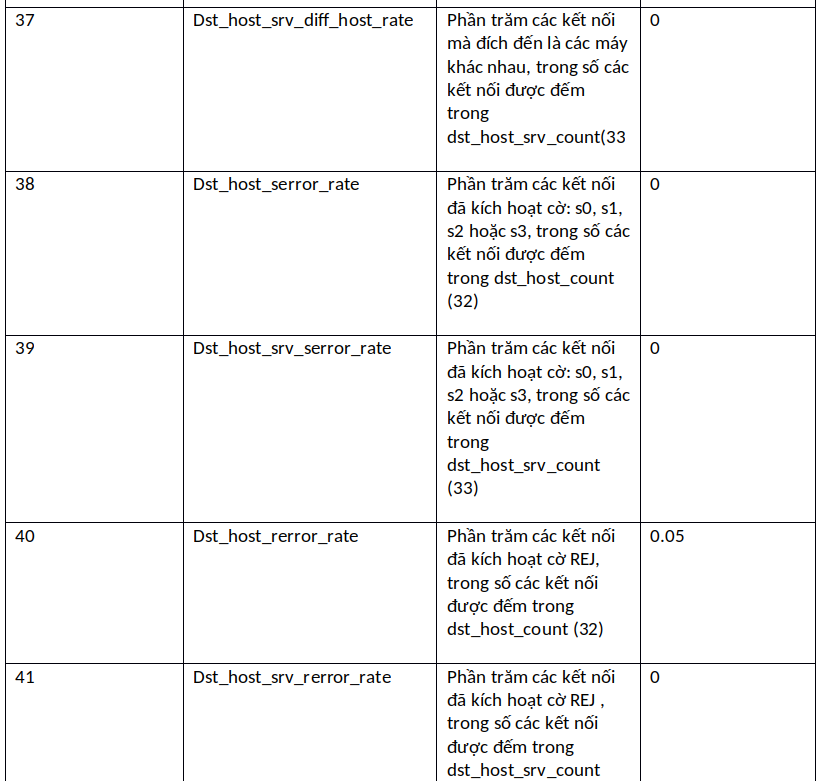 37 Dst_host_srv_diff_host_rate Phần trăm các kết nối 0
mà đích đến là các máy
khác nhau, trong số các
kết nối được đếm
trong
dst_host_srv_count(33
38 Dst_host_serror_rate Phần trăm các kết nối 0
đã kích hoạt cờ: s0, s1,
s2 hoặc s3, trong số các
kết nối được đếm
trong dst_host_count
(32)
39 Dst_host_srv_serror_rate Phần trăm các kết nối 0
đã kích hoạt cờ: s0, s1,
s2 hoặc s3, trong số các
kết nối được đếm
trong
dst_host_srv_count
(33)
40 Dst_host_rerror_rate Phần trăm các kết nối 0.05
đã kích hoạt cờ REJ,
trong số các kết nối
được đếm trong
dst_host_count (32)
41 Dst_host_srv_rerror_rate Phần trăm các kết nối 0
đã kích hoạt cờ REJ ,
trong số các kết nối
được đếm trong
dst_host_srv_count